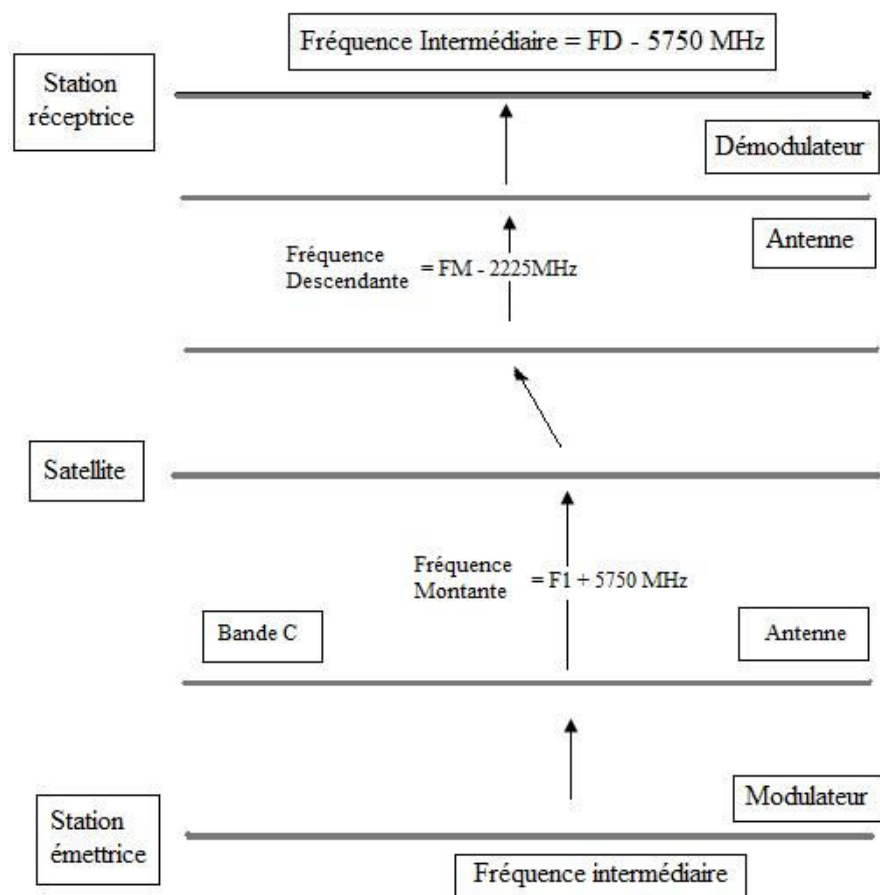 Fréquence Intermédiaire = FD - 5750 MHz
Station
réceptrice
Démodulateur
Antenne
Fréquence
Descendante = FM - 2225MHz
Satellite
Fréquence
Montante = F1 + 5750 MHz
Bande C
Antenne
Modulateur
Station
émettrice
Fréquence intermédiaire